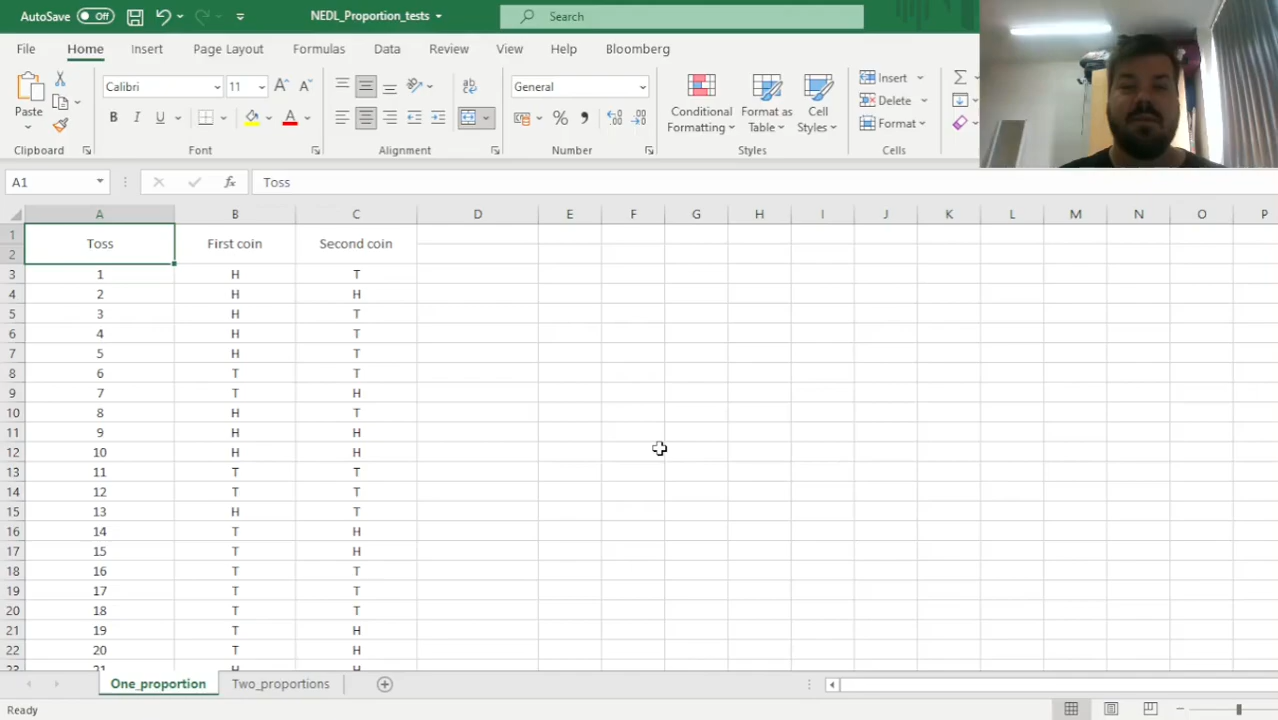 AutoSave Off NEDL_Proportion_tests Search
File Home Insert Page Layout Formulas Data Review View Help Bloomberg
Paste Calibri 11 General Conditional Formatting Format as Table Cell Styles Insert Delete Format
B I U
Clipboard Font Alignment Number Styles Cells
A1 fx Toss
A B C D E F G H I J K L M N O P
1 Toss First coin Second coin
2
3 1 H T
4 2 H H
5 3 H T
6 4 H T
7 5 H T
8 6 T T
9 7 T H
10 8 H T
11 9 H H
12 10 H H
13 11 T T
14 12 T T
15 13 H T
16 14 T H
17 15 T H
18 16 T T
19 17 T T
20 18 T T
21 19 T H
22 20 T H
23 21 H H
One_proportion Two_proportions
Ready